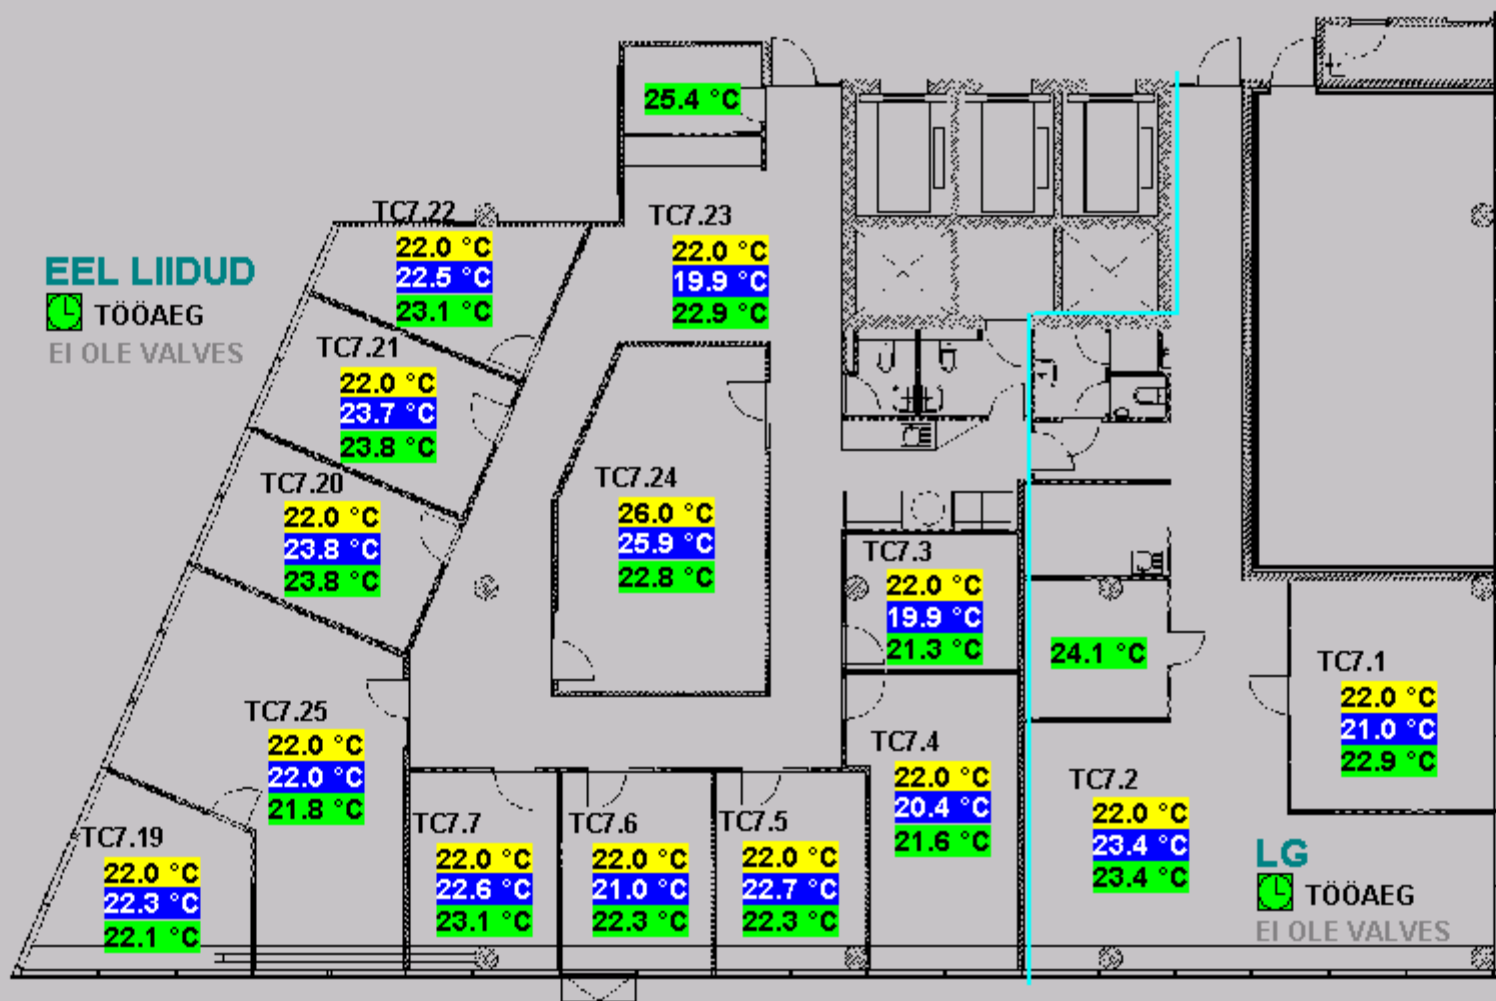 25.4 °C
TC7.22
22.0 °C
22.5 °C
23.1 °C
TC7.23
22.0 °C
19.9 °C
22.9 °C
EEL LIIDUD
TÖÖAEG
EI OLE VALVES
TC7.21
22.0 °C
23.7 °C
23.8 °C
TC7.20
22.0 °C
23.8 °C
23.8 °C
TC7.24
26.0 °C
25.9 °C
22.8 °C
TC7.3
22.0 °C
19.9 °C
21.3 °C
24.1 °C
TC7.1
22.0 °C
21.0 °C
22.9 °C
TC7.25
22.0 °C
22.0 °C
21.8 °C
TC7.4
22.0 °C
20.4 °C
21.6 °C
TC7.2
22.0 °C
23.4 °C
23.4 °C
TC7.19
22.0 °C
22.3 °C
22.1 °C
TC7.7
22.0 °C
22.6 °C
23.1 °C
TC7.6
22.0 °C
21.0 °C
22.3 °C
TC7.5
22.0 °C
22.7 °C
22.3 °C
LG
TÖÖAEG
EI OLE VALVES